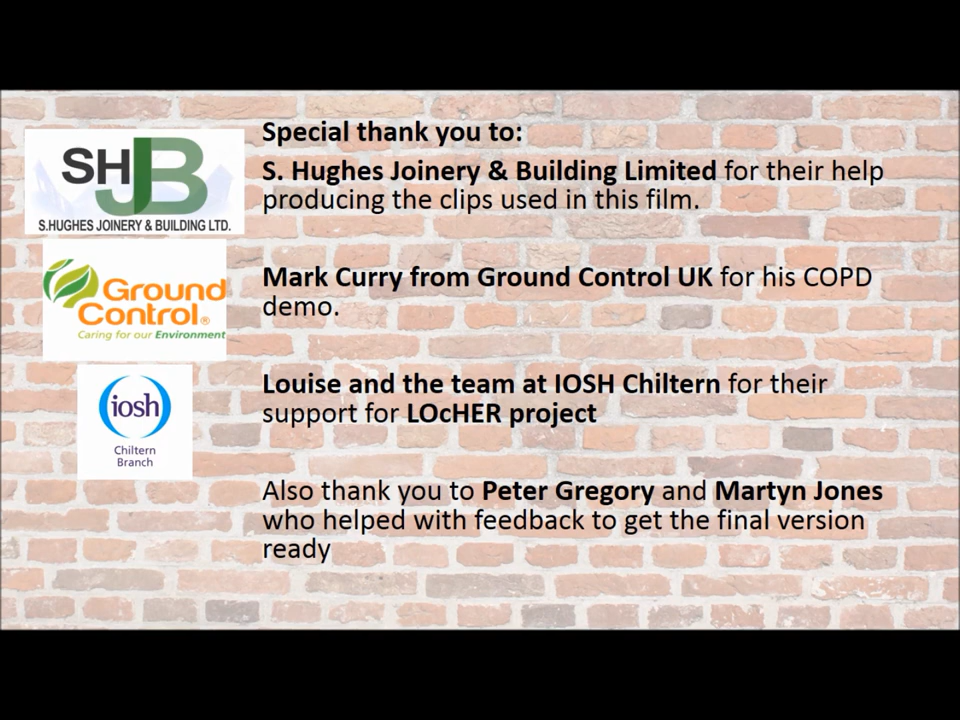 Special thank you to:
SHJB
S. Hughes Joinery & Building Limited for their help
producing the clips used in this film.
S.HUGHES JOINERY & BUILDING LTD.
Ground
Control®
Caring for our Environment
Mark Curry from Ground Control UK for his COPD
demo.
iosh
Chiltern
Branch
Louise and the team at IOSH Chiltern for their
support for LOcHER project
Also thank you to Peter Gregory and Martyn Jones
who helped with feedback to get the final version
ready